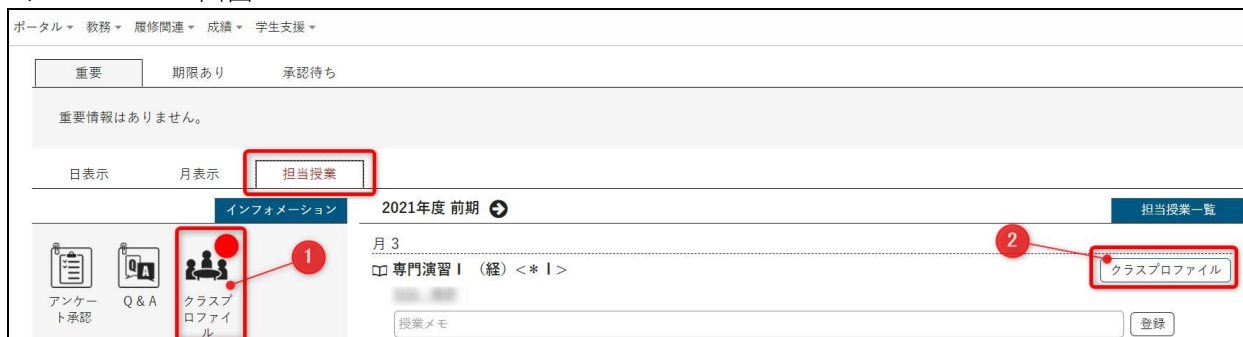 ポータル 教務 履修関連 成績 学生支援
重要 期限あり 承認待ち
重要情報はありません。
日表示 月表示 担当授業
インフォメーション 2021年度 前期 担当授業一覧
月 3
専門演習Ⅰ （経）＜＊Ⅰ＞
クラスプロファイル
1
2
Q A
アンケート承認
Q & A
クラスプロファイル
授業メモ 登録